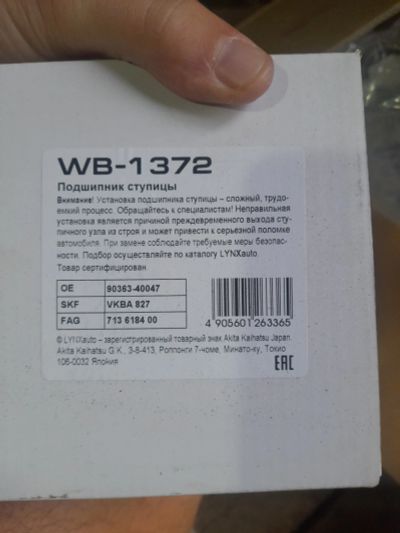 WB-1372
Подшипник ступицы
Внимание! Установка подшипника ступицы – сложный, трудо-
емкий процесс. Обращайтесь к специалистам! Неправильная
установка является причиной преждевременного выхода сту-
пичного узла из строя и может привести к серьезной поломке
автомобиля. При замене соблюдайте требуемые меры безопас-
ности. Подбор осуществляйте по каталогу LYNXauto.
Товар сертифицирован.
OE 90363-40047
SKF VKBA 827
FAG 713 6184 00
4 905601 263365
© LYNXauto – зарегистрированный товарный знак Akita Kaihatsu Japan.
Akita Kaihatsu G.K., 3-8-413, Роппонги 7-чоме, Минато-ку, Токио
106-0032 Япония
EAC